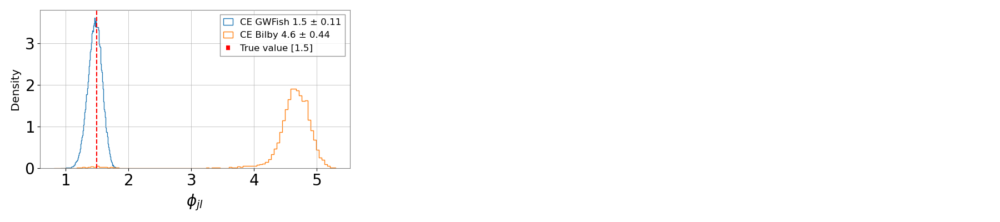 CE GWFish 1.5 ± 0.11
CE Bilby 4.6 ± 0.44
True value [1.5]
Density
3
2
1
0
1 2 3 4 5
ϕjl